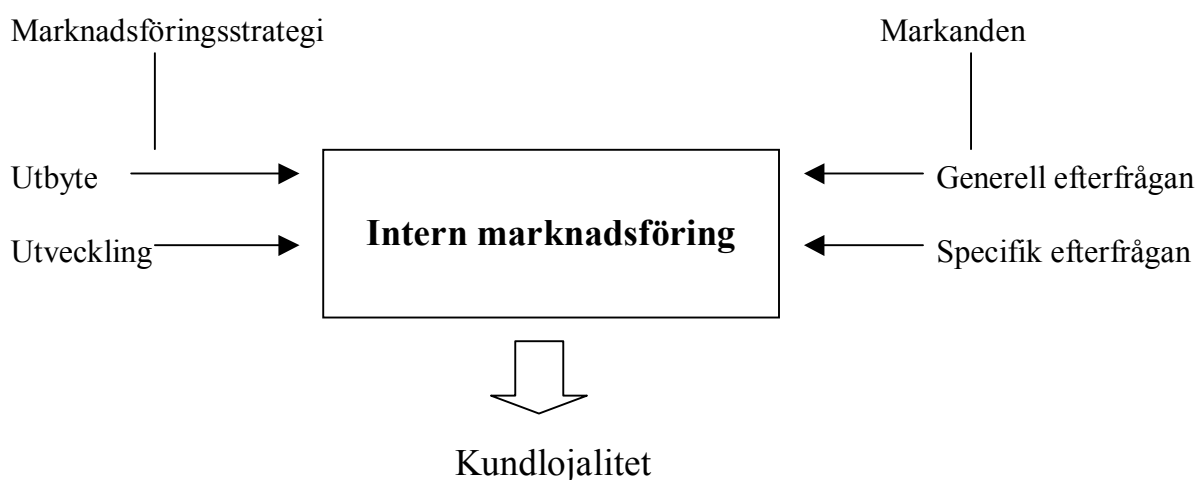 Marknadsföringsstrategi
Markanden
Utbyte
Generell efterfrågan
Intern marknadsföring
Utveckling
Specifik efterfrågan
Kundlojalitet